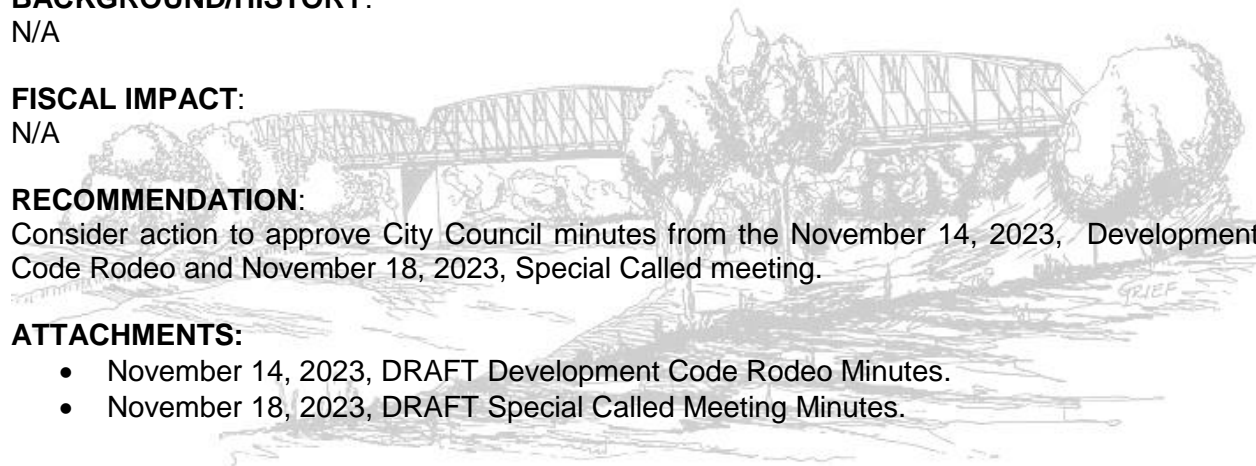 BACKGROUND/HISTORY:
N/A
FISCAL IMPACT:
N/A
RECOMMENDATION:
Consider action to approve City Council minutes from the November 14, 2023, Development
Code Rodeo and November 18, 2023, Special Called meeting.
GRIEF
ATTACHMENTS:
• November 14, 2023, DRAFT Development Code Rodeo Minutes.
• November 18, 2023, DRAFT Special Called Meeting Minutes.